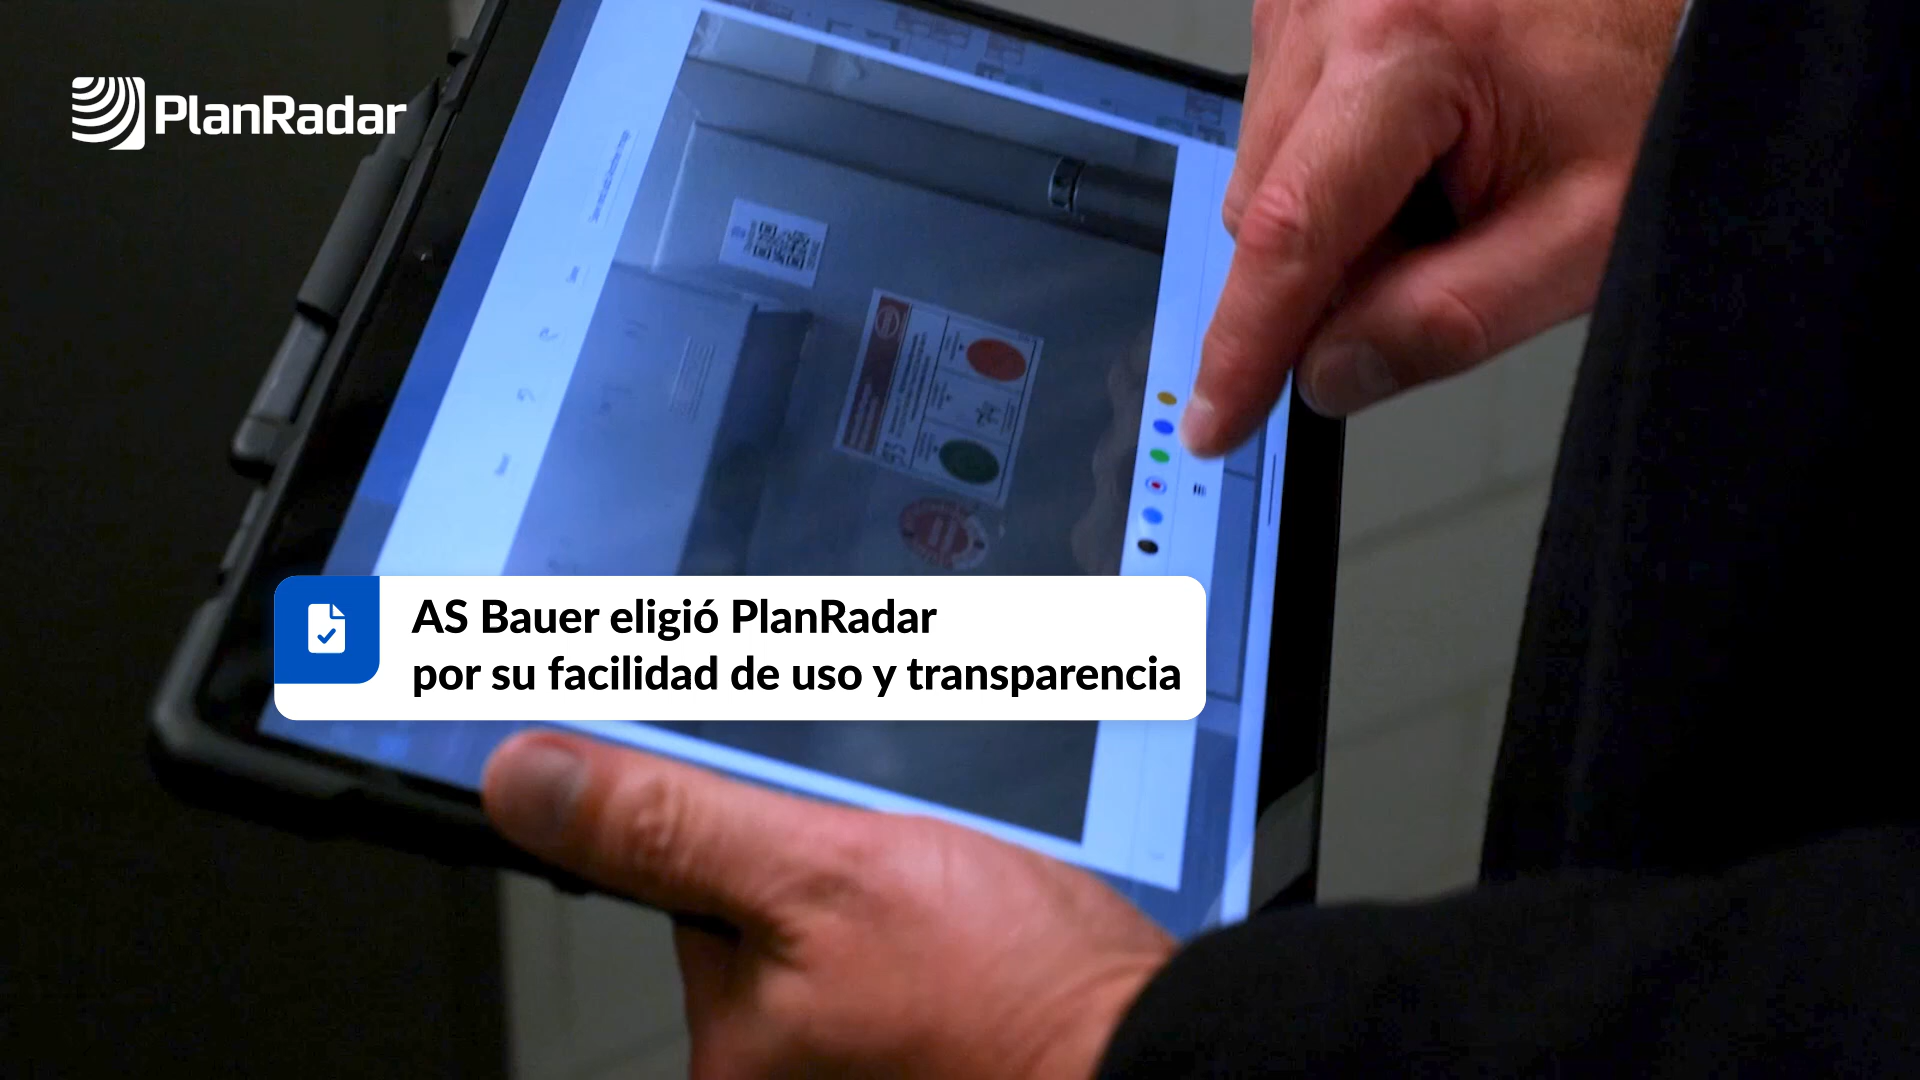 PlanRadar
AS Bauer eligió PlanRadar
por su facilidad de uso y transparencia